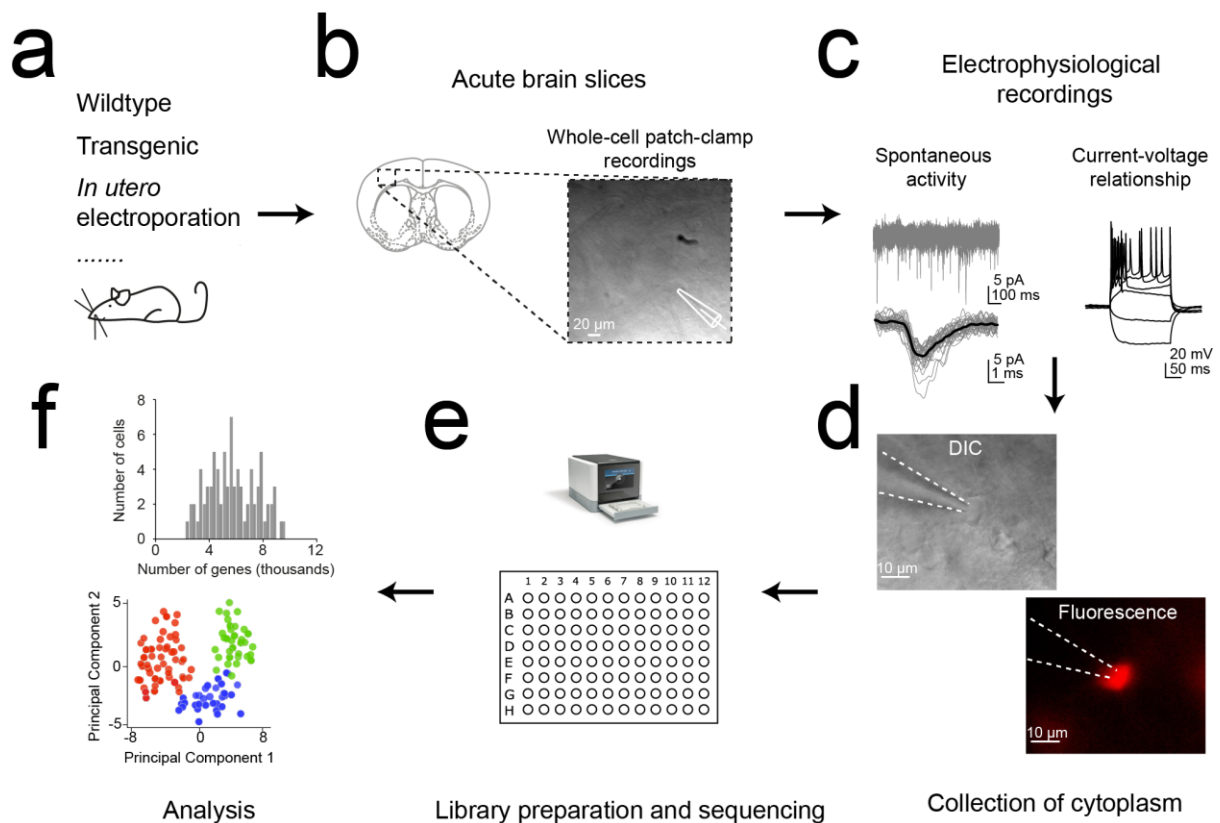 a
Wildtype
Transgenic
In utero
electroporation
.......
b
Acute brain slices
Whole-cell patch-clamp
recordings
20 µm
c
Electrophysiological
recordings
Spontaneous
activity
5 pA
100 ms
5 pA
1 ms
Current-voltage
relationship
20 mV
50 ms
d
DIC
10 µm
Fluorescence
10 µm
Collection of cytoplasm
e
1 2 3 4 5 6 7 8 9 10 11 12
A
B
C
D
E
F
G
H
Library preparation and sequencing
f
Number of cells
8
6
4
2
0
0 4 8 12
Number of genes (thousands)
Principal Component 2
5
0
-5
-8 0 8
Principal Component 1
Analysis